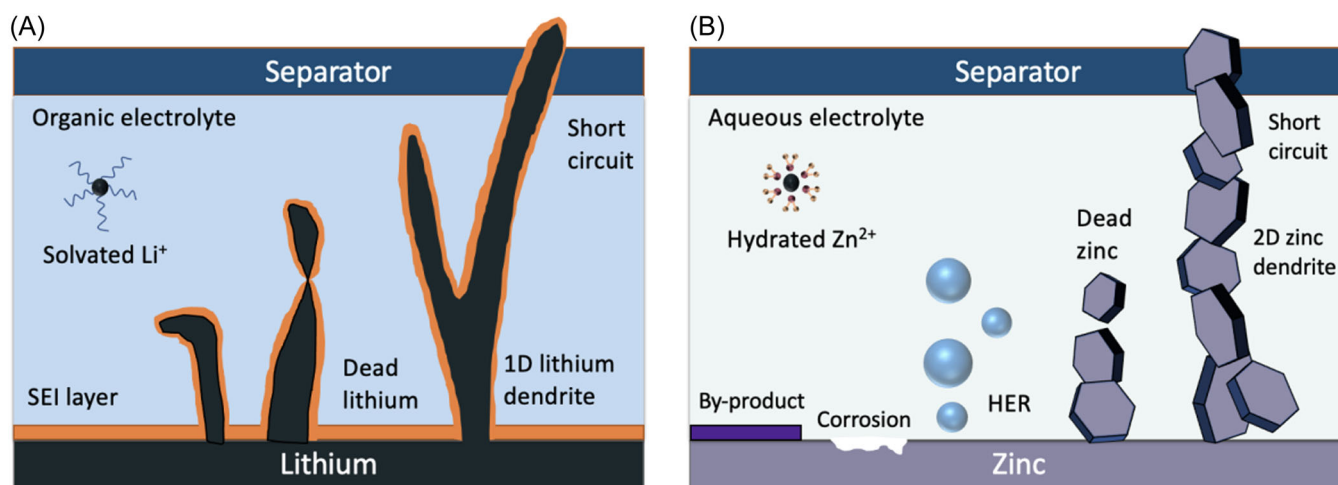 (A)
Separator
Organic electrolyte
Solvated Li⁺
Short
circuit
SEI layer
Dead
lithium
1D lithium
dendrite
Lithium
(B)
Separator
Aqueous electrolyte
Hydrated Zn²⁺
Short
circuit
Dead
zinc
2D zinc
dendrite
By-product
Corrosion
HER
Zinc